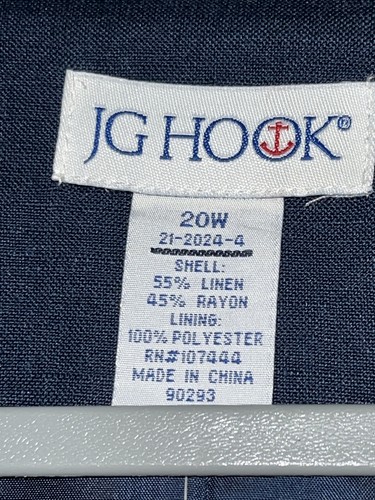 JG HOOK®
20W
21-2024-4
SHELL:
55% LINEN
45% RAYON
LINING:
100% POLYESTER
RN#107444
MADE IN CHINA
90293